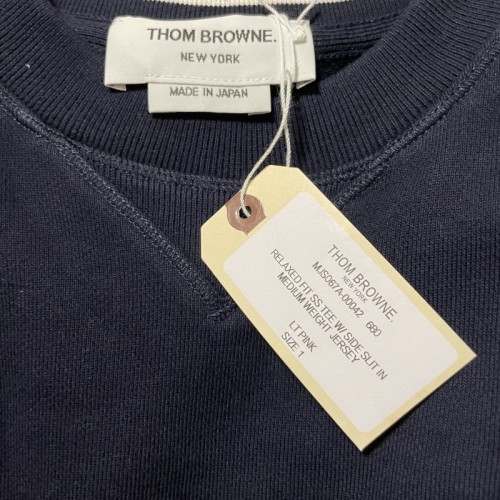 THOM BROWNE.
NEW YORK
MADE IN JAPAN
THOM BROWNE.
NEW YORK
MJS067A-00042 680
RELAXED FIT SS TEE W/ SIDE SLIT IN
MEDIUM WEIGHT JERSEY
LT PINK
SIZE 1